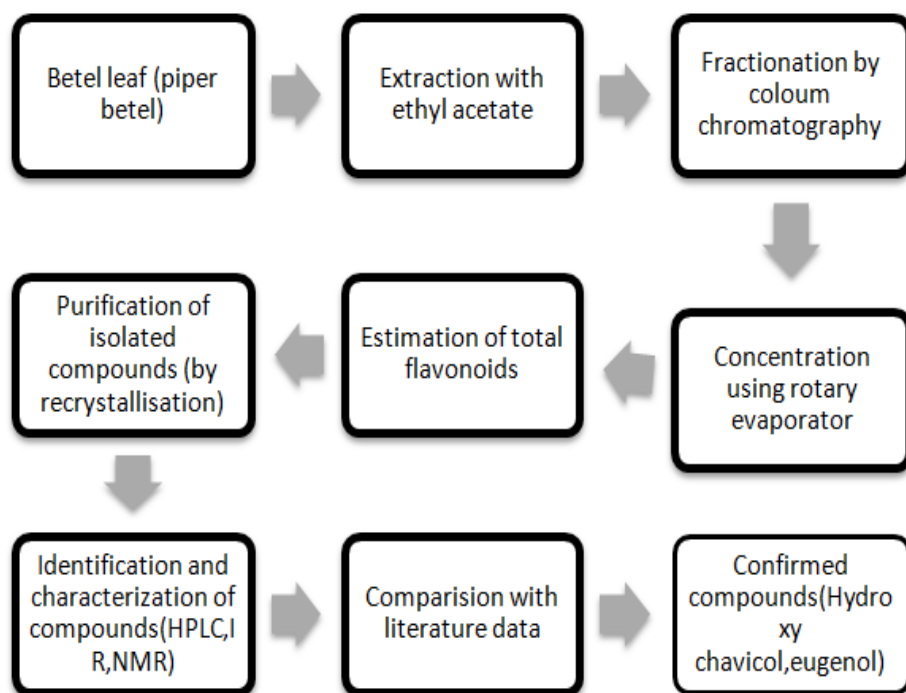 Betel leaf (piper
betel)
Extraction with
ethyl acetate
Fractionation by
coloum
chromatography
Concentration
using rotary
evaporator
Estimation of total
flavonoids
Purification of
isolated
compounds (by
recrystallisation)
Identification and
characterization of
compounds(HPLC,I
R,NMR)
Comparision with
literature data
Confirmed
compounds(Hydro
xy
chavicol,eugenol)